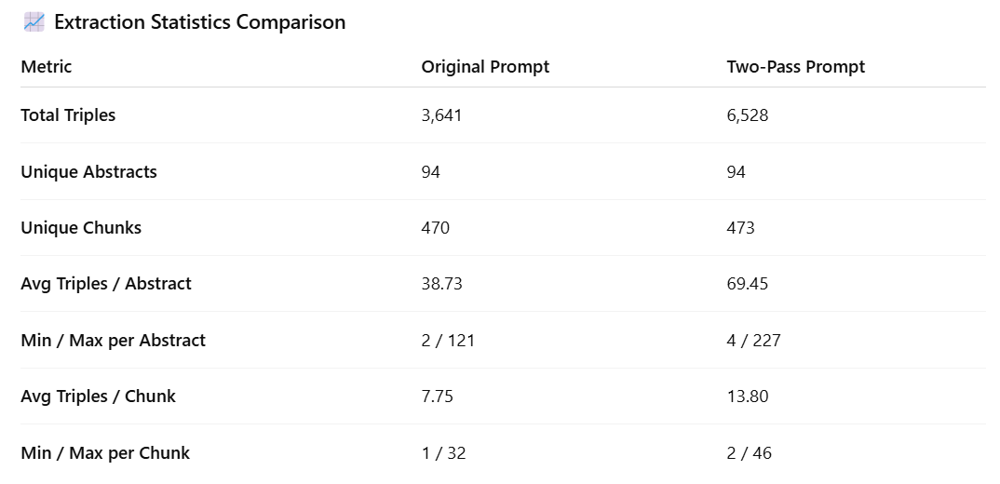 Extraction Statistics Comparison
Metric Original Prompt Two-Pass Prompt
Total Triples 3,641 6,528
Unique Abstracts 94 94
Unique Chunks 470 473
Avg Triples / Abstract 38.73 69.45
Min / Max per Abstract 2 / 121 4 / 227
Avg Triples / Chunk 7.75 13.80
Min / Max per Chunk 1 / 32 2 / 46